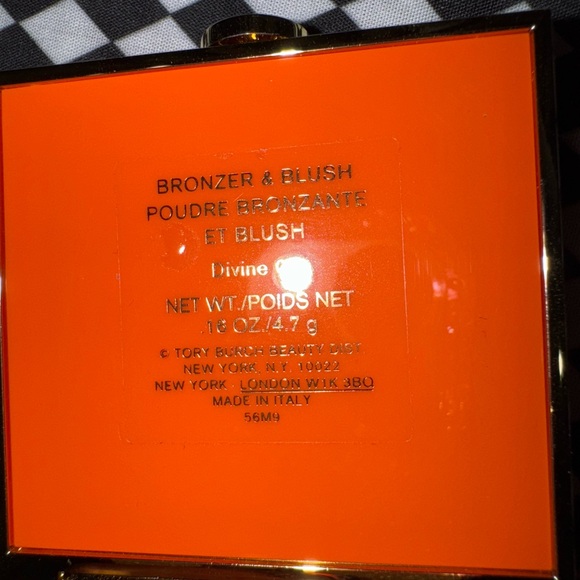 BRONZER & BLUSH
POUDRE BRONZANTE
ET BLUSH
Divine
NET WT./POIDS NET
.16 OZ./4.7 g
© TORY BURCH BEAUTY DIST.
NEW YORK, N.Y. 10022
NEW YORK · LONDON W1K 3BQ
MADE IN ITALY
56M9